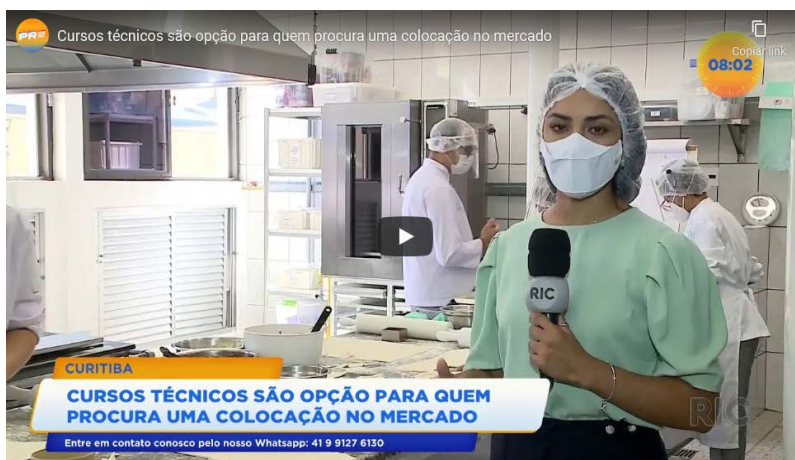 PRE
Cursos técnicos são opção para quem procura uma colocação no mercado
Copiar link
08:02
RIC
CURITIBA
CURSOS TÉCNICOS SÃO OPÇÃO PARA QUEM
PROCURA UMA COLOCAÇÃO NO MERCADO
RIC
Entre em contato conosco pelo nosso Whatsapp: 41 9 9127 6130